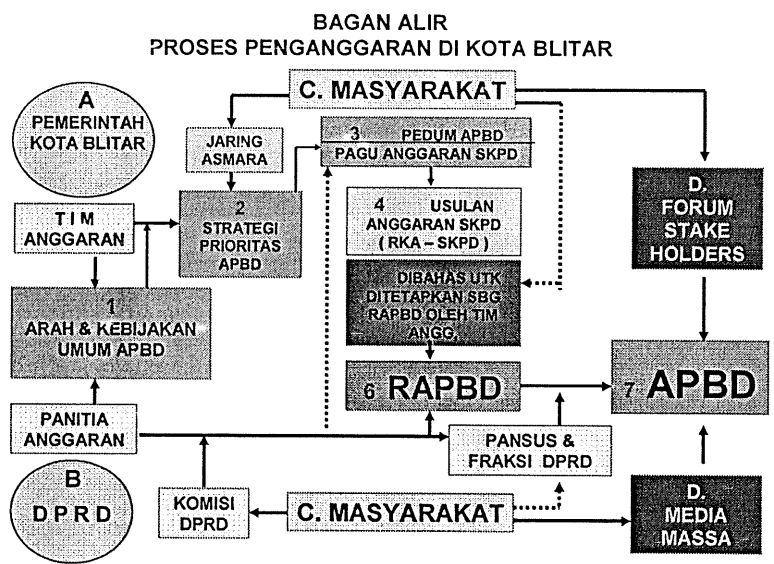 BAGAN ALIR
PROSES PENGANGGARAN DI KOTA BLITAR
C. MASYARAKAT
A
PEMERINTAH
KOTA BLITAR
JARING
ASMARA
3 PEDUM APBD
PAGU ANGGARAN SKPD
D.
FORUM
STAKE
HOLDERS
2
STRATEGI
PRIORITAS
APBD
4 USULAN
ANGGARAN SKPD
( RKA – SKPD )
T I M
ANGGARAN
DIBAHAS UTK
DITETAPKAN SBG
RAPBD OLEH TIM
ANGG,
1
ARAH & KEBIJAKAN
UMUM APBD
6 RAPBD
7 APBD
PANITIA
ANGGARAN
PANSUS &
FRAKSI DPRD
B
D P R D
KOMISI
DPRD
C. MASYARAKAT
D.
MEDIA
MASSA